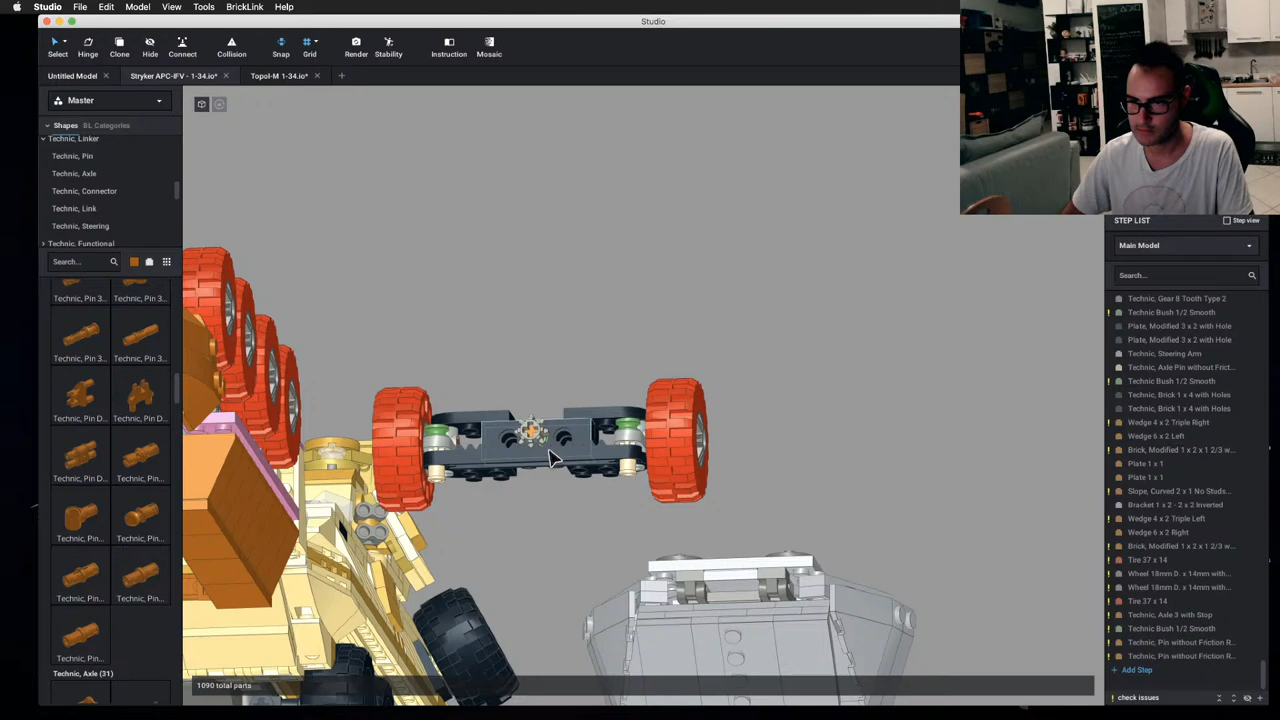 Studio File Edit Model View Tools BrickLink Help
Studio
Select Hinge Clone Hide Connect Collision Snap Grid Render Stability Instruction Mosaic
Untitled Model × Stryker APC-IFV - 1-34.io* × Topol-M 1-34.io* × +
Master
Shapes BL Categories
Technic, Linker
Technic, Pin
Technic, Axle
Technic, Connector
Technic, Link
Technic, Steering
Technic, Functional
Search...
Technic, Pin 3... Technic, Pin 3...
Technic, Pin 3... Technic, Pin 3...
Technic, Pin D... Technic, Pin D...
Technic, Pin D... Technic, Pin...
Technic, Pin... Technic, Pin...
Technic, Pin... Technic, Pin...
Technic, Pin...
Technic, Axle (31)
1090 total parts
STEP LIST Step view
Main Model
Search...
Technic, Gear 8 Tooth Type 2
Technic Bush 1/2 Smooth
Plate, Modified 3 x 2 with Hole
Plate, Modified 3 x 2 with Hole
Technic, Steering Arm
Technic, Axle Pin without Frict...
Technic Bush 1/2 Smooth
Technic, Brick 1 x 4 with Holes
Technic, Brick 1 x 4 with Holes
Wedge 4 x 2 Triple Right
Wedge 6 x 2 Left
Brick, Modified 1 x 2 x 1 2/3 w...
Plate 1 x 1
Plate 1 x 1
Slope, Curved 2 x 1 No Studs...
Bracket 1 x 2 - 2 x 2 Inverted
Wedge 4 x 2 Triple Left
Wedge 6 x 2 Right
Brick, Modified 1 x 2 x 1 2/3 w...
Tire 37 x 14
Wheel 18mm D. x 14mm with...
Wheel 18mm D. x 14mm with...
Tire 37 x 14
Technic, Axle 3 with Stop
Technic Bush 1/2 Smooth
Technic, Pin without Friction R...
Technic, Pin without Friction R...
+ Add Step
! check issues